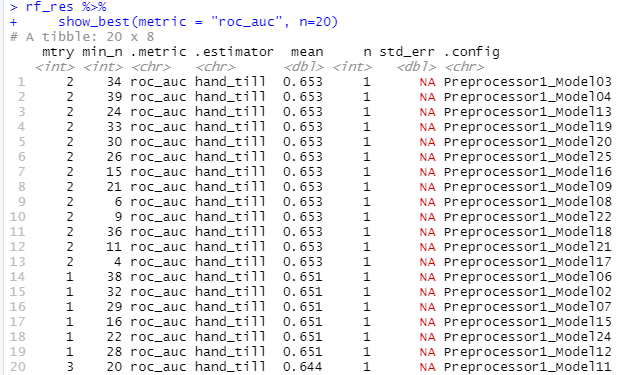 > rf_res %>%
+     show_best(metric = "roc_auc", n=20)
# A tibble: 20 x 8
    mtry min_n .metric .estimator  mean     n std_err .config
   <int> <int> <chr>   <chr>      <dbl> <int>   <dbl> <chr>
 1     2    34 roc_auc hand_till  0.653     1      NA Preprocessor1_Model03
 2     2    39 roc_auc hand_till  0.653     1      NA Preprocessor1_Model04
 3     2    24 roc_auc hand_till  0.653     1      NA Preprocessor1_Model13
 4     2    33 roc_auc hand_till  0.653     1      NA Preprocessor1_Model19
 5     2    30 roc_auc hand_till  0.653     1      NA Preprocessor1_Model20
 6     2    26 roc_auc hand_till  0.653     1      NA Preprocessor1_Model25
 7     2    15 roc_auc hand_till  0.653     1      NA Preprocessor1_Model16
 8     2    21 roc_auc hand_till  0.653     1      NA Preprocessor1_Model09
 9     2     6 roc_auc hand_till  0.653     1      NA Preprocessor1_Model08
10     2     9 roc_auc hand_till  0.653     1      NA Preprocessor1_Model22
11     2    36 roc_auc hand_till  0.653     1      NA Preprocessor1_Model18
12     2    11 roc_auc hand_till  0.653     1      NA Preprocessor1_Model21
13     2     4 roc_auc hand_till  0.653     1      NA Preprocessor1_Model17
14     1    38 roc_auc hand_till  0.651     1      NA Preprocessor1_Model06
15     1    32 roc_auc hand_till  0.651     1      NA Preprocessor1_Model02
16     1    29 roc_auc hand_till  0.651     1      NA Preprocessor1_Model07
17     1    16 roc_auc hand_till  0.651     1      NA Preprocessor1_Model15
18     1    22 roc_auc hand_till  0.651     1      NA Preprocessor1_Model24
19     1    28 roc_auc hand_till  0.651     1      NA Preprocessor1_Model12
20     3    20 roc_auc hand_till  0.644     1      NA Preprocessor1_Model11